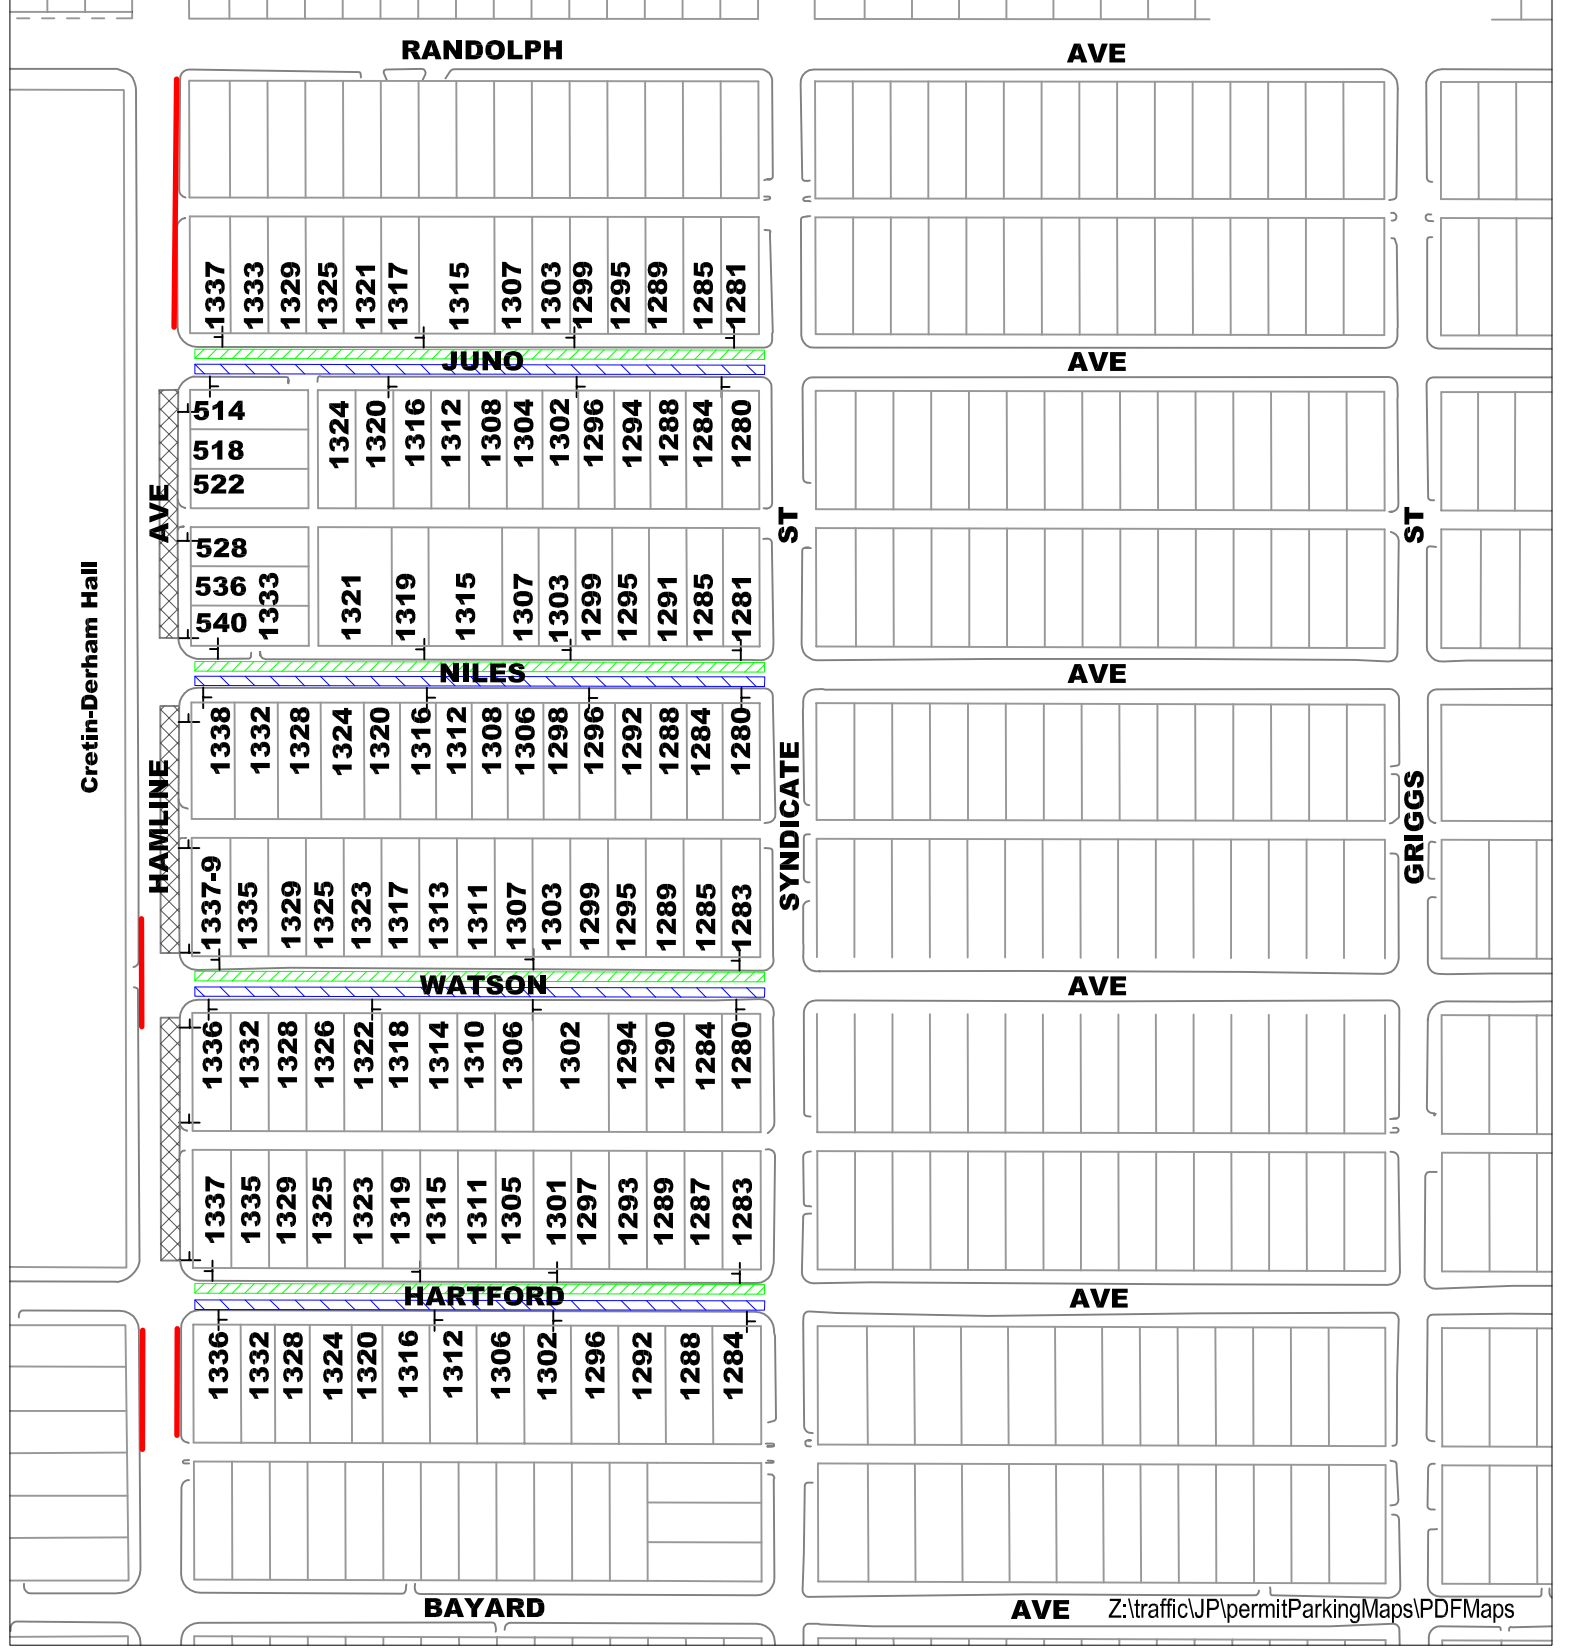 RANDOLPH AVE
1337 1333 1329 1325 1321 1317 1315 1307 1303 1299 1295 1289 1285 1281
JUNO AVE
514
518
522
1324 1320 1316 1312 1308 1304 1302 1296 1294 1288 1284 1280
528
536
540
1333 1321 1319 1315 1307 1303 1299 1295 1291 1285 1281
NILES AVE
1338 1332 1328 1324 1320 1316 1312 1308 1306 1298 1296 1292 1288 1284 1280
1337-9 1335 1329 1325 1323 1317 1313 1311 1307 1303 1299 1295 1289 1285 1283
WATSON AVE
1336 1332 1328 1326 1322 1318 1314 1310 1306 1302 1294 1290 1284 1280
1337 1335 1329 1325 1323 1319 1315 1311 1305 1301 1297 1293 1289 1287 1283
HARTFORD AVE
1336 1332 1328 1324 1320 1316 1312 1306 1302 1296 1292 1288 1284
BAYARD AVE
Z:\traffic\JP\permitParkingMaps\PDFMaps
Cretin-Derham Hall
HAMLINE AVE
SYNDICATE ST
GRIGGS ST